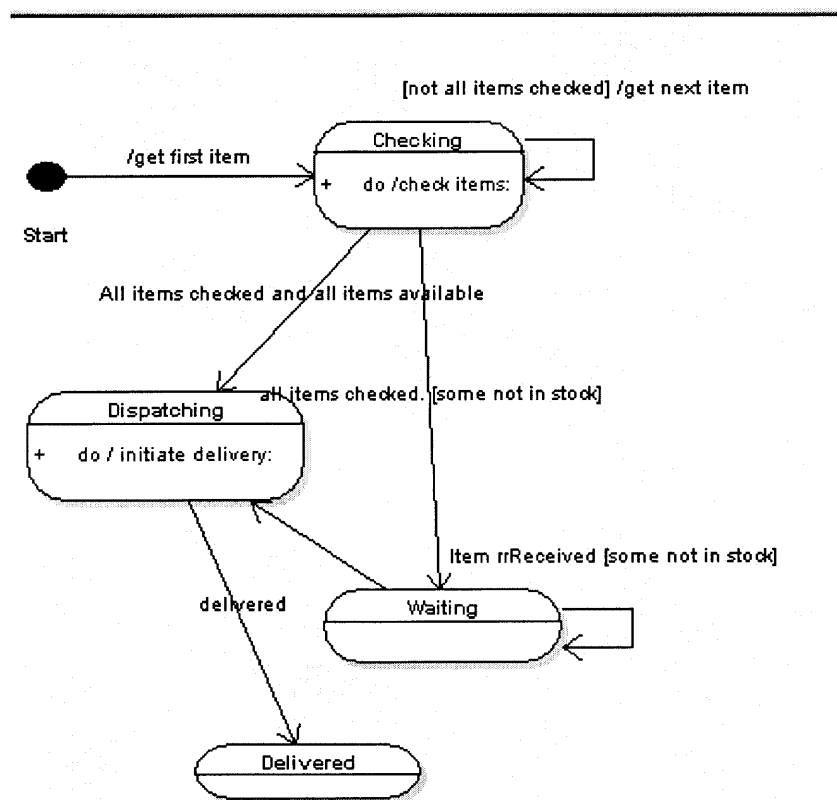 [not all items checked] /get next item
Checking
/get first item
+ do /check items:
Start
All items checked and all items available
all items checked. [some not in stock]
Dispatching
+ do / initiate delivery:
Item rrReceived [some not in stock]
delivered
Waiting
Delivered